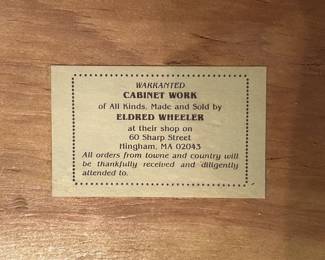 WARRANTED
CABINET WORK
of All Kinds, Made and Sold by
ELDRED WHEELER
at their shop on
60 Sharp Street
Hingham, MA 02043
All orders from towne and country will
be thankfully received and diligently
attended to.